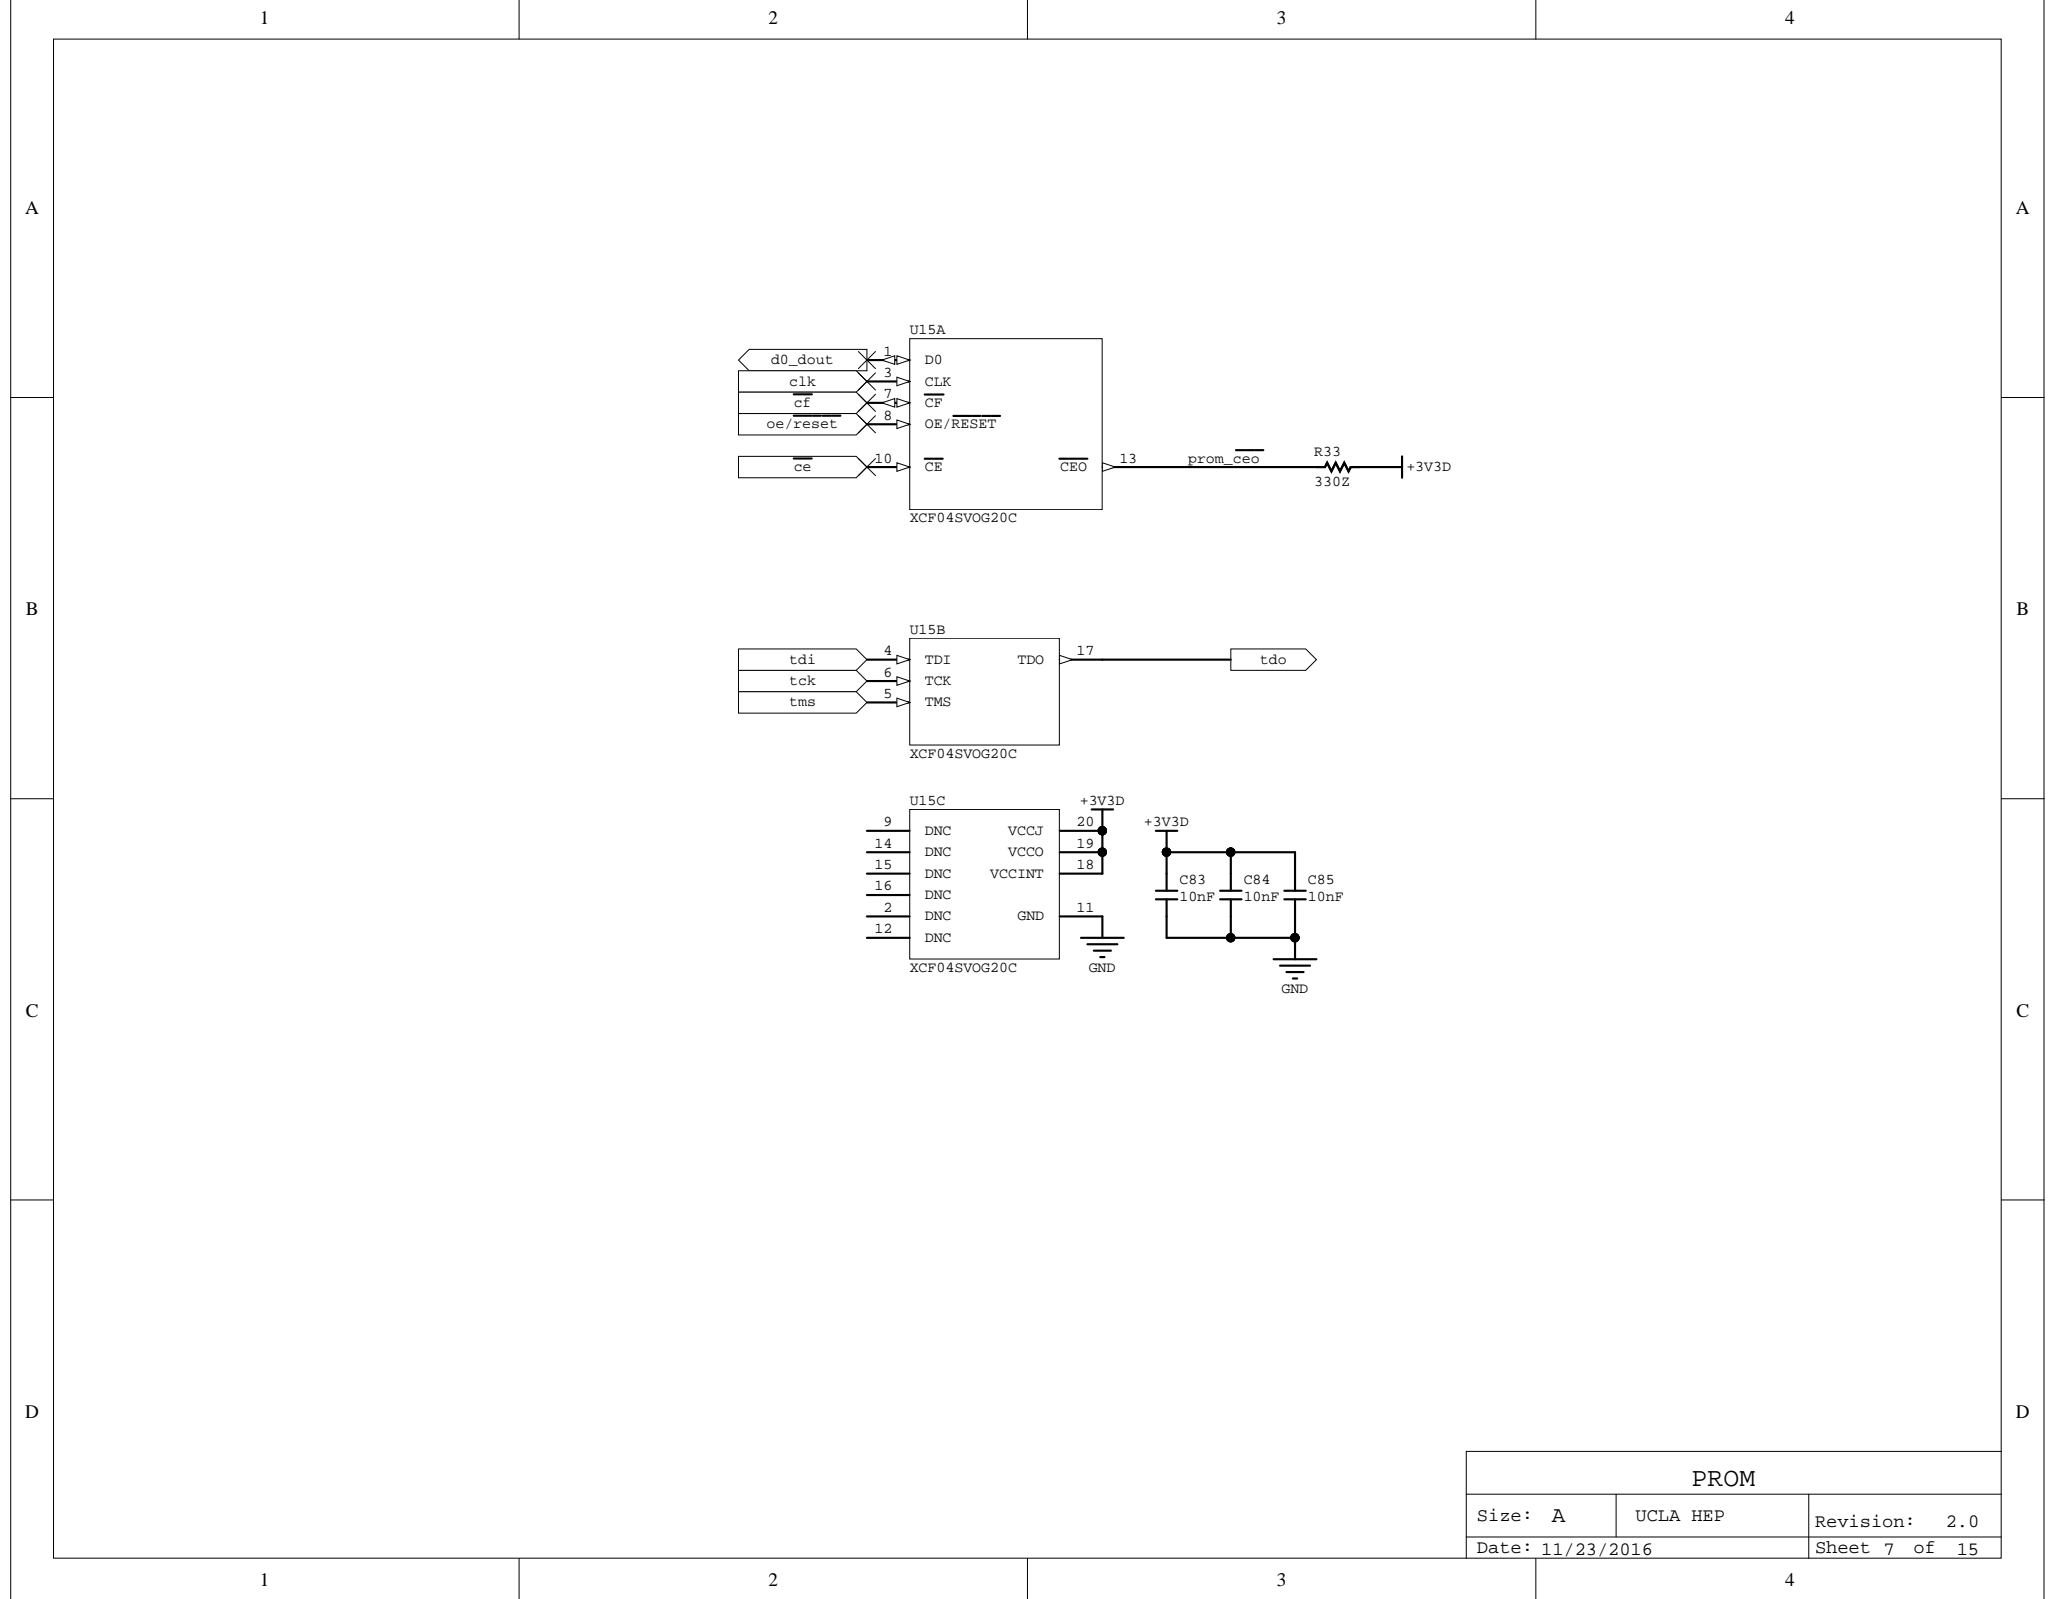 1 2 3 4
A A
U15A
d0_dout 1 D0
clk 3 CLK
cf 7 CF
oe/reset 8 OE/RESET
ce 10 CE CEO 13 prom_ceo R33 +3V3D
330Z
XCF04SVOG20C
B B
U15B
tdi 4 TDI TDO 17 tdo
tck 6 TCK
tms 5 TMS
XCF04SVOG20C
U15C +3V3D
9 DNC VCCJ 20 +3V3D
14 DNC VCCO 19
15 DNC VCCINT 18 C83 C84 C85
16 DNC 10nF 10nF 10nF
2 DNC GND 11
12 DNC
XCF04SVOG20C GND
GND
C C
D D
PROM
Size: A UCLA HEP Revision: 2.0
Date: 11/23/2016 Sheet 7 of 15
1 2 3 4